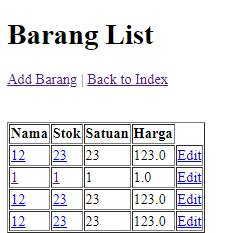 Barang List
Add Barang | Back to Index
Nama Stok Satuan Harga
12 23 23 123.0 Edit
1 1 1 1.0 Edit
12 23 23 123.0 Edit
12 23 23 123.0 Edit